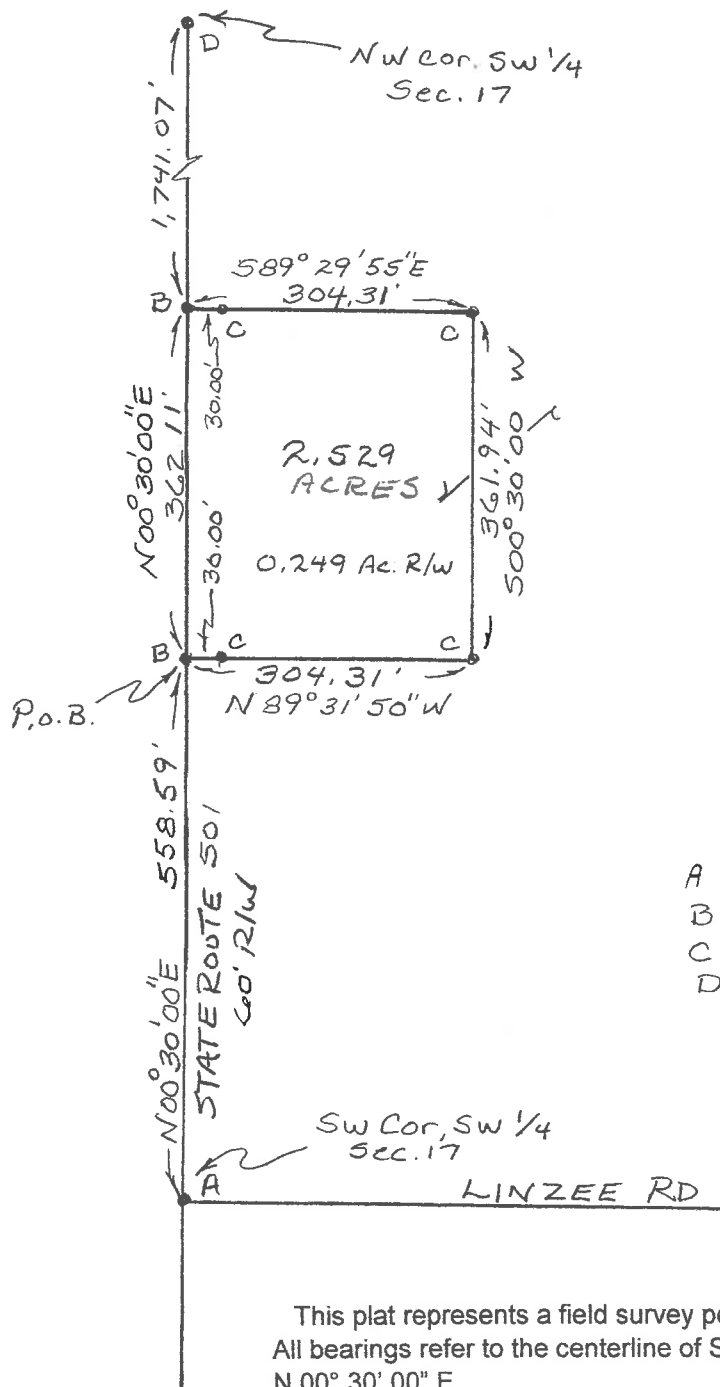 D
NW cor. SW 1/4
Sec. 17
1,741.07'
S89° 29' 55"E
304.31'
B
C
C
30.00'
N00°30'00"E
362.11'
2.529
ACRES
361.94'
S00°30'00 W
0.249 Ac. R/W
30.00'
B
C
C
304.31'
N 89°31'50"W
P.O.B.
558.59'
N00°30'00"E
STATE ROUTE 501
60' R/W
A
B
C
D
SW Cor, SW 1/4
Sec. 17
A
LINZEE RD
This plat represents a field survey pe
All bearings refer to the centerline of S
N 00° 30' 00" E